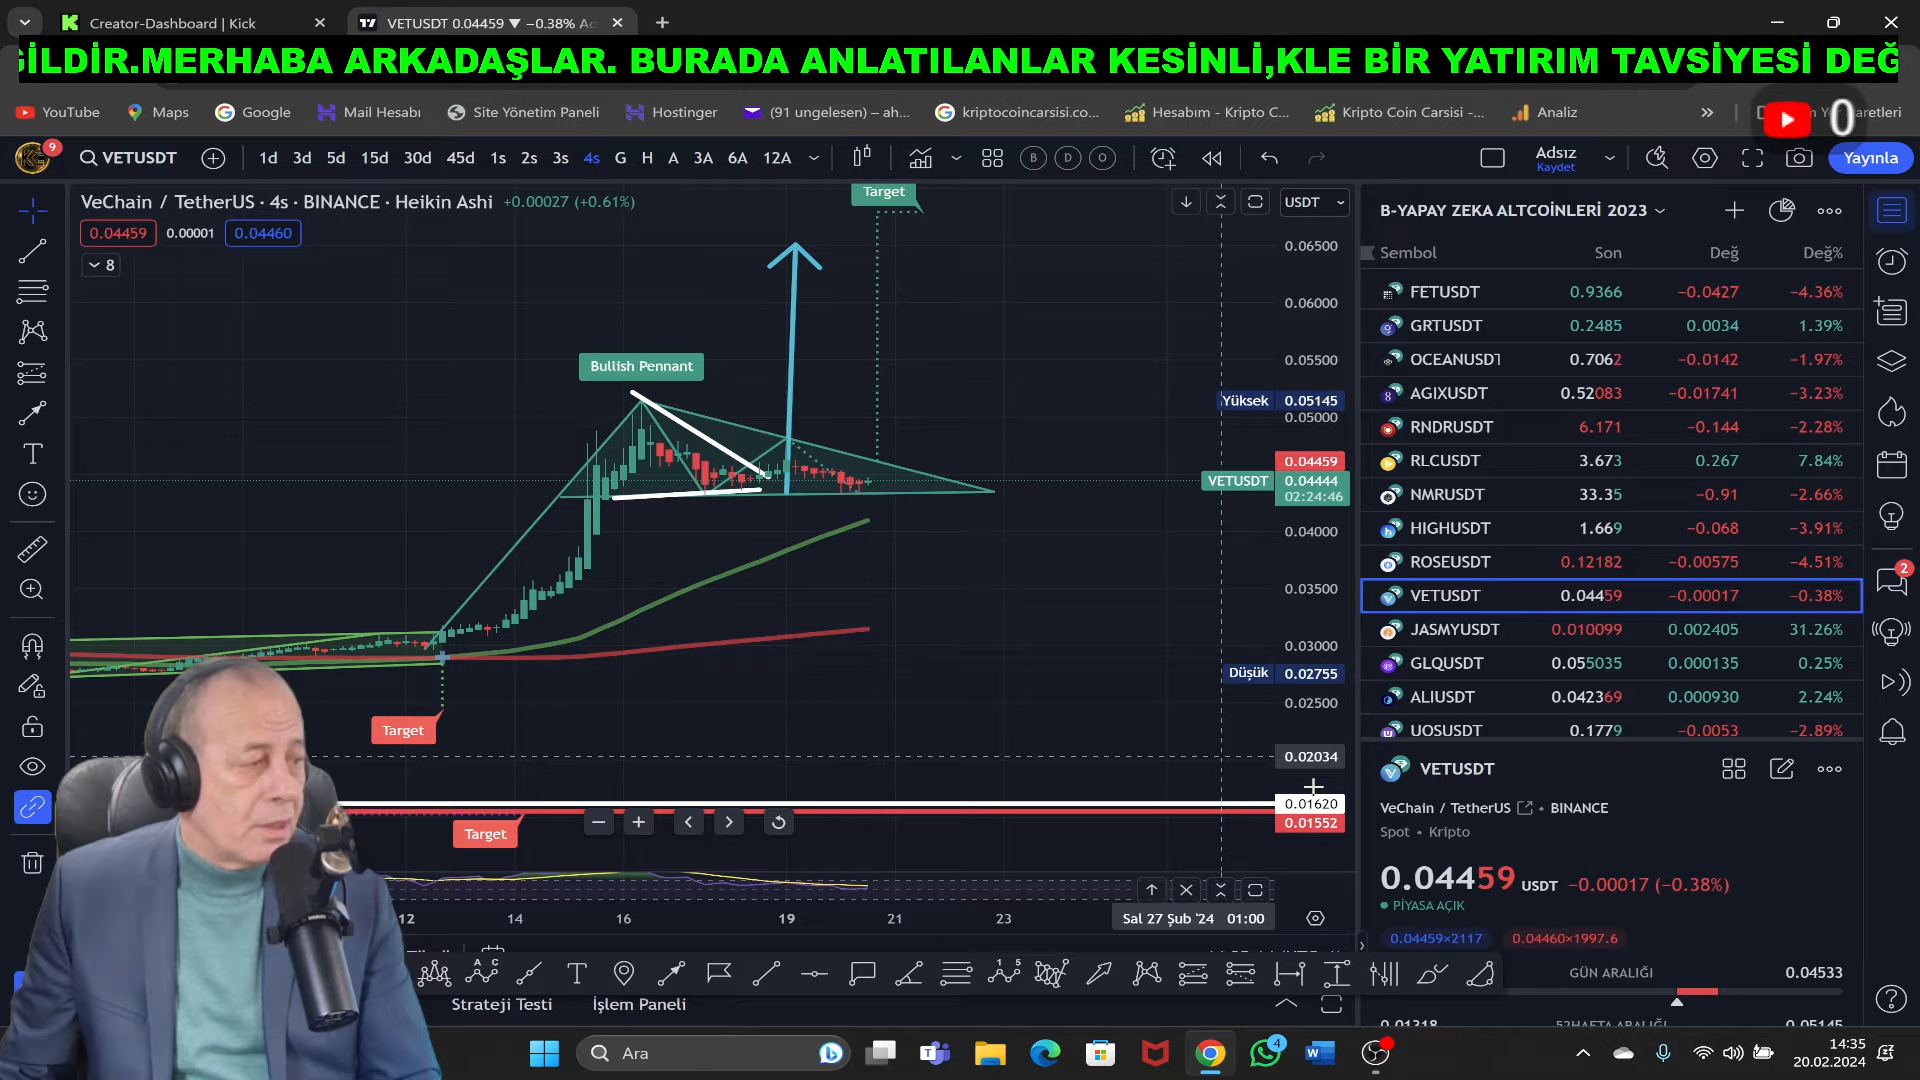 Creator-Dashboard | Kick
VETUSDT 0.04459 ▼ −0.38% Ad
GİLDİR.MERHABA ARKADAŞLAR. BURADA ANLATILANLAR KESİNLİ,KLE BİR YATIRIM TAVSİYESİ DEĞ
YouTube
Maps
Google
Mail Hesabı
Site Yönetim Paneli
Hostinger
(91 ungelesen) – ah...
kriptocoincarsisi.co...
Hesabım - Kripto C...
Kripto Coin Carsisi -...
Analiz
0
9
VETUSDT
1d 3d 5d 15d 30d 45d 1s 2s 3s 4s G H A 3A 6A 12A
B D O
Adsız
Kaydet
Yayınla
VeChain / TetherUS · 4s · BINANCE · Heikin Ashi +0.00027 (+0.61%)
0.04459 0.00001 0.04460
8
Target
USDT
0.06500
0.06000
0.05500
Bullish Pennant
Yüksek 0.05145
0.05000
0.04459
VETUSDT 0.04444
02:24:46
0.04000
0.03500
0.03000
Düşük 0.02755
0.02500
Target
0.02034
0.01620
0.01552
Target
12 14 16 19 21 23
Sal 27 Şub '24 01:00
Strateji Testi
İşlem Paneli
B-YAPAY ZEKA ALTCOİNLERİ 2023
Sembol Son Değ Değ%
FETUSDT 0.9366 −0.0427 −4.36%
GRTUSDT 0.2485 0.0034 1.39%
OCEANUSDT 0.7062 −0.0142 −1.97%
AGIXUSDT 0.52083 −0.01741 −3.23%
RNDRUSDT 6.171 −0.144 −2.28%
RLCUSDT 3.673 0.267 7.84%
NMRUSDT 33.35 −0.91 −2.66%
HIGHUSDT 1.669 −0.068 −3.91%
ROSEUSDT 0.12182 −0.00575 −4.51%
VETUSDT 0.04459 −0.00017 −0.38%
JASMYUSDT 0.010099 0.002405 31.26%
GLQUSDT 0.055035 0.000135 0.25%
ALIUSDT 0.042369 0.000930 2.24%
UOSUSDT 0.1779 −0.0053 −2.89%
2
VETUSDT
VeChain / TetherUS • BINANCE
Spot • Kripto
0.04459 USDT −0.00017 (−0.38%)
PİYASA AÇIK
0.04459×2117 0.04460×1997.6
GÜN ARALIĞI 0.04533
0.01318 52HAFTA ARALIĞI 0.05145
Ara
4
14:35
20.02.2024